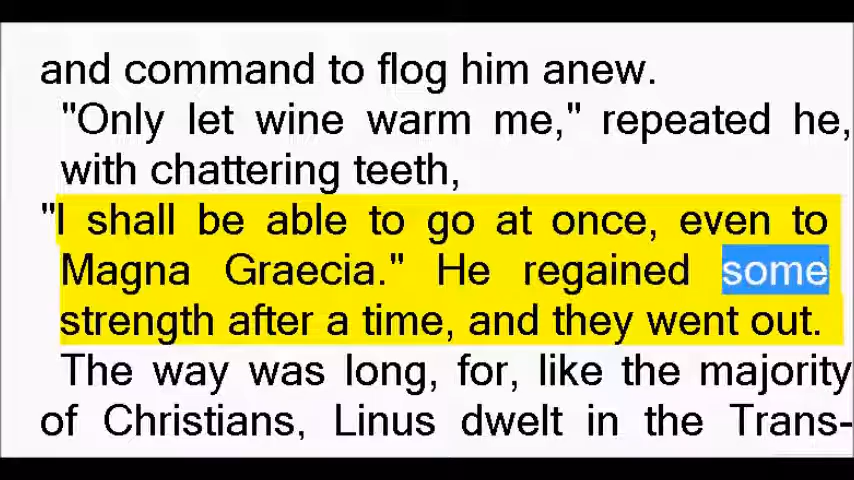 and command to flog him anew.
"Only let wine warm me," repeated he,
with chattering teeth,
"I shall be able to go at once, even to
Magna Graecia." He regained some
strength after a time, and they went out.
The way was long, for, like the majority
of Christians, Linus dwelt in the Trans-